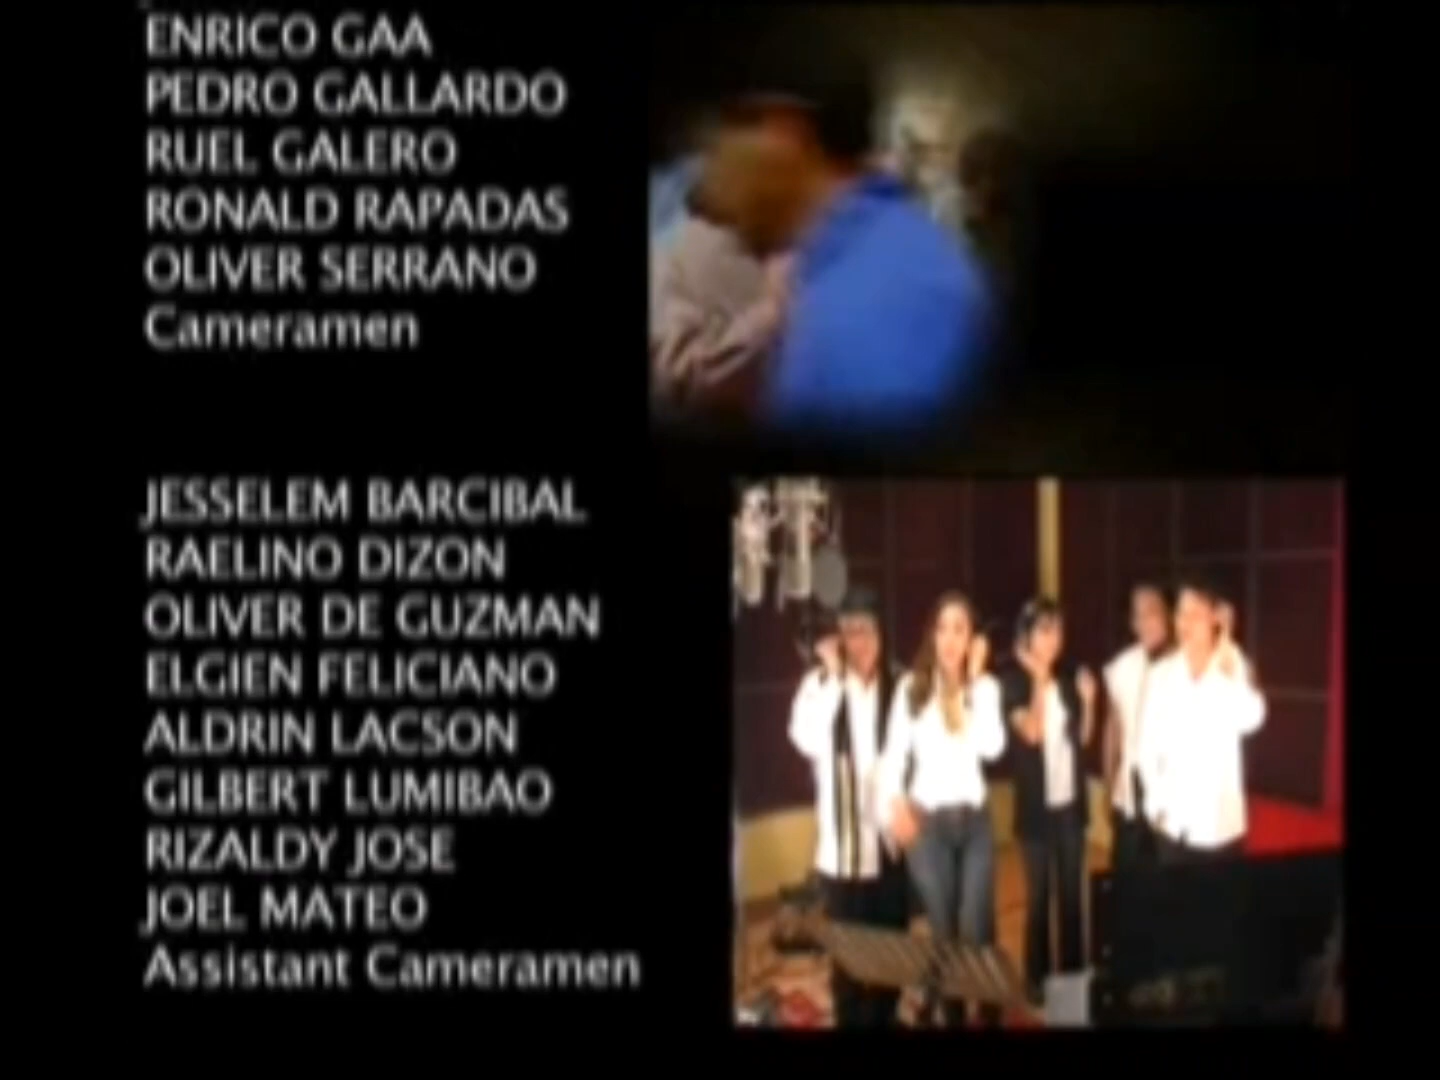 ENRICO GAA
PEDRO GALLARDO
RUEL GALERO
RONALD RAPADAS
OLIVER SERRANO
Cameramen
JESSELEM BARCIBAL
RAELINO DIZON
OLIVER DE GUZMAN
ELGIEN FELICIANO
ALDRIN LACSON
GILBERT LUMIBAO
RIZALDY JOSE
JOEL MATEO
Assistant Cameramen